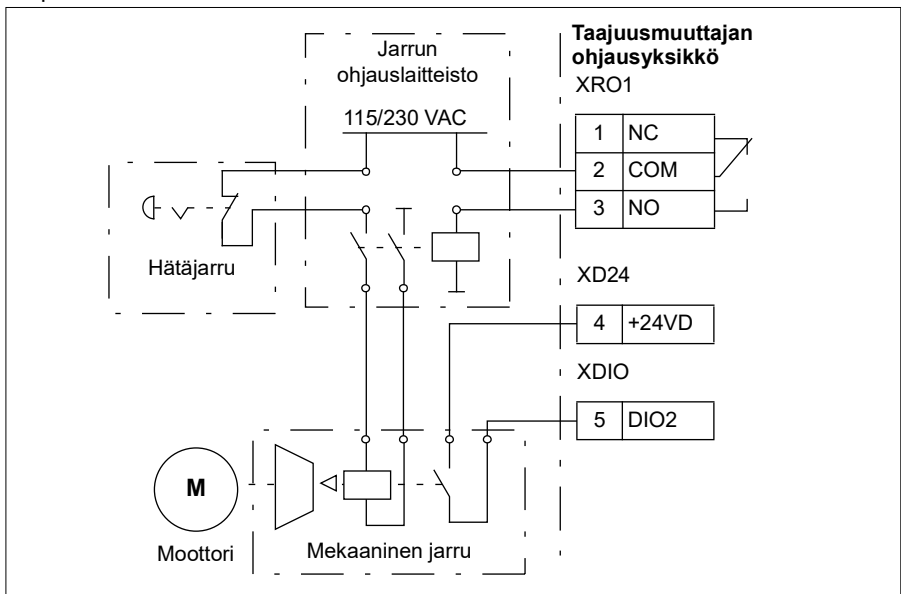 Jarrun
ohjauslaitteisto
115/230 VAC
Taajuusmuuttajan
ohjausyksikkö
XRO1
1 NC
2 COM
3 NO
Hätäjarru
XD24
4 +24VD
XDIO
5 DIO2
M
Moottori
Mekaaninen jarru